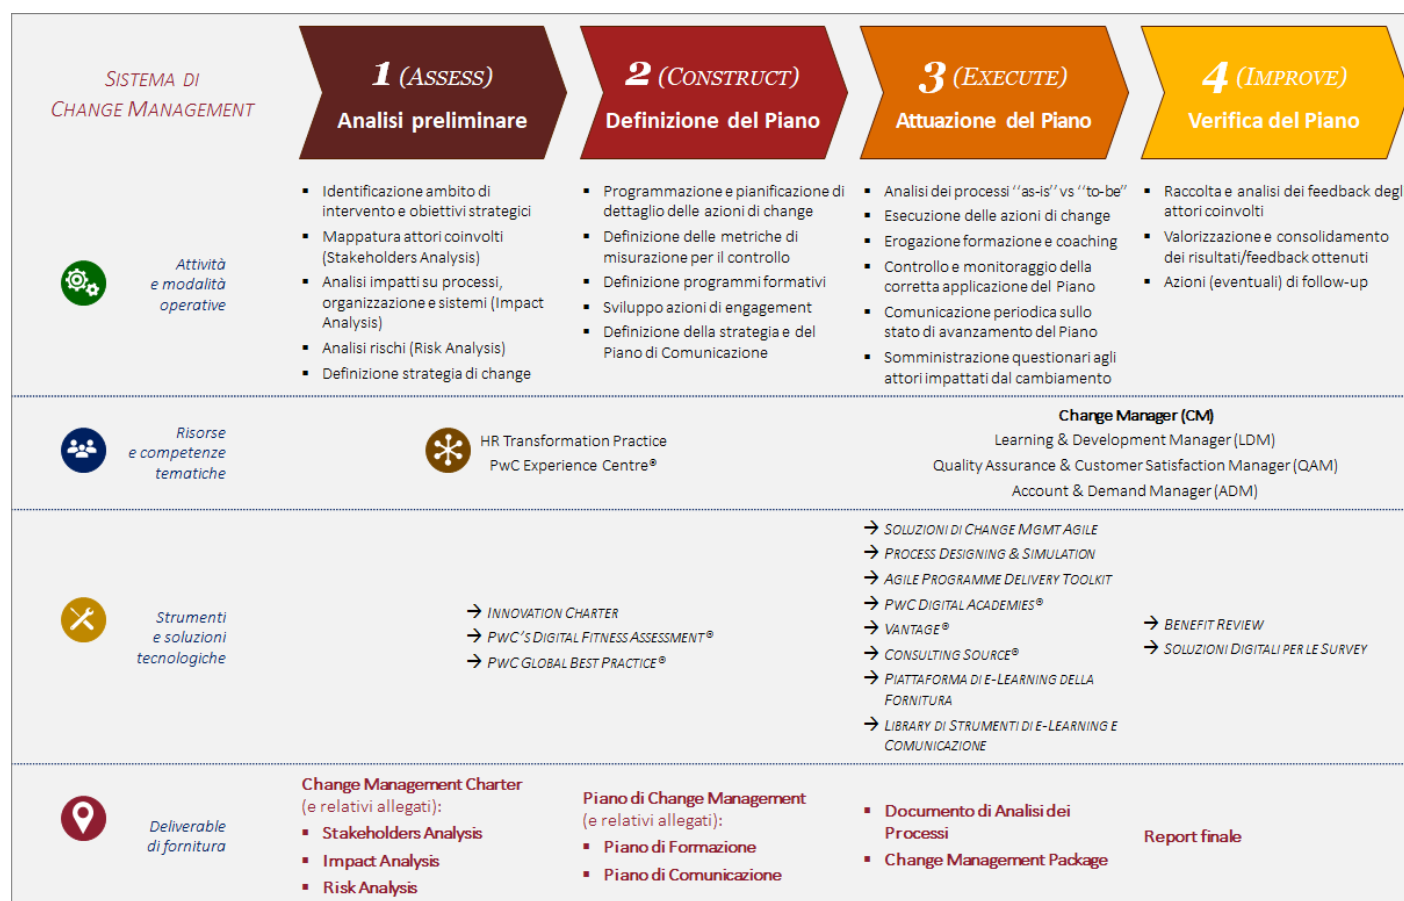 SISTEMA DI
CHANGE MANAGEMENT
1 (ASSESS)
Analisi preliminare
2 (CONSTRUCT)
Definizione del Piano
3 (EXECUTE)
Attuazione del Piano
4 (IMPROVE)
Verifica del Piano
Attività
e modalità
operative
▪ Identificazione ambito di
intervento e obiettivi strategici
▪ Mappatura attori coinvolti
(Stakeholders Analysis)
▪ Analisi impatti su processi,
organizzazione e sistemi (Impact
Analysis)
▪ Analisi rischi (Risk Analysis)
▪ Definizione strategia di change
▪ Programmazione e pianificazione di
dettaglio delle azioni di change
▪ Definizione delle metriche di
misurazione per il controllo
▪ Definizione programmi formativi
▪ Sviluppo azioni di engagement
▪ Definizione della strategia e del
Piano di Comunicazione
▪ Analisi dei processi ‘‘as-is’’ vs ‘‘to-be”
▪ Esecuzione delle azioni di change
▪ Erogazione formazione e coaching
▪ Controllo e monitoraggio della
corretta applicazione del Piano
▪ Comunicazione periodica sullo
stato di avanzamento del Piano
▪ Somministrazione questionari agli
attori impattati dal cambiamento
▪ Raccolta e analisi dei feedback degl
attori coinvolti
▪ Valorizzazione e consolidamento
dei risultati/feedback ottenuti
▪ Azioni (eventuali) di follow-up
Risorse
e competenze
tematiche
HR Transformation Practice
PwC Experience Centre®
Change Manager (CM)
Learning & Development Manager (LDM)
Quality Assurance & Customer Satisfaction Manager (QAM)
Account & Demand Manager (ADM)
Strumenti
e soluzioni
tecnologiche
→ INNOVATION CHARTER
→ PWC'S DIGITAL FITNESS ASSESSMENT®
→ PWC GLOBAL BEST PRACTICE®
→ SOLUZIONI DI CHANGE MGMT AGILE
→ PROCESS DESIGNING & SIMULATION
→ AGILE PROGRAMME DELIVERY TOOLKIT
→ PWC DIGITAL ACADEMIES®
→ VANTAGE®
→ CONSULTING SOURCE®
→ PIATTAFORMA DI E-LEARNING DELLA
FORNITURA
→ LIBRARY DI STRUMENTI DI E-LEARNING E
COMUNICAZIONE
→ BENEFIT REVIEW
→ SOLUZIONI DIGITALI PER LE SURVEY
Deliverable
di fornitura
Change Management Charter
(e relativi allegati):
▪ Stakeholders Analysis
▪ Impact Analysis
▪ Risk Analysis
Piano di Change Management
(e relativi allegati):
▪ Piano di Formazione
▪ Piano di Comunicazione
▪ Documento di Analisi dei
Processi
▪ Change Management Package
Report finale